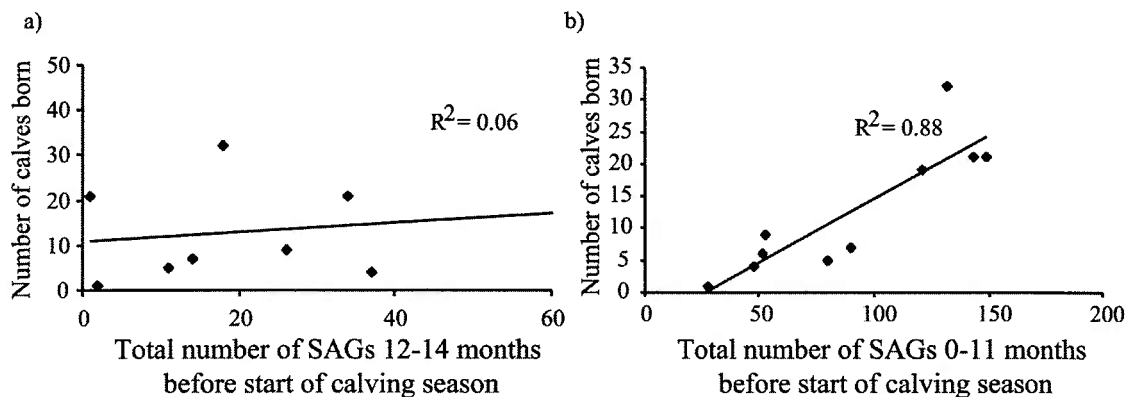 a)
50
40
30
20
10
0
Number of calves born
R2= 0.06
0 20 40 60
Total number of SAGs 12-14 months
before start of calving season
b)
35
30
25
20
15
10
5
0
Number of calves born
R2= 0.88
0 50 100 150 200
Total number of SAGs 0-11 months
before start of calving season